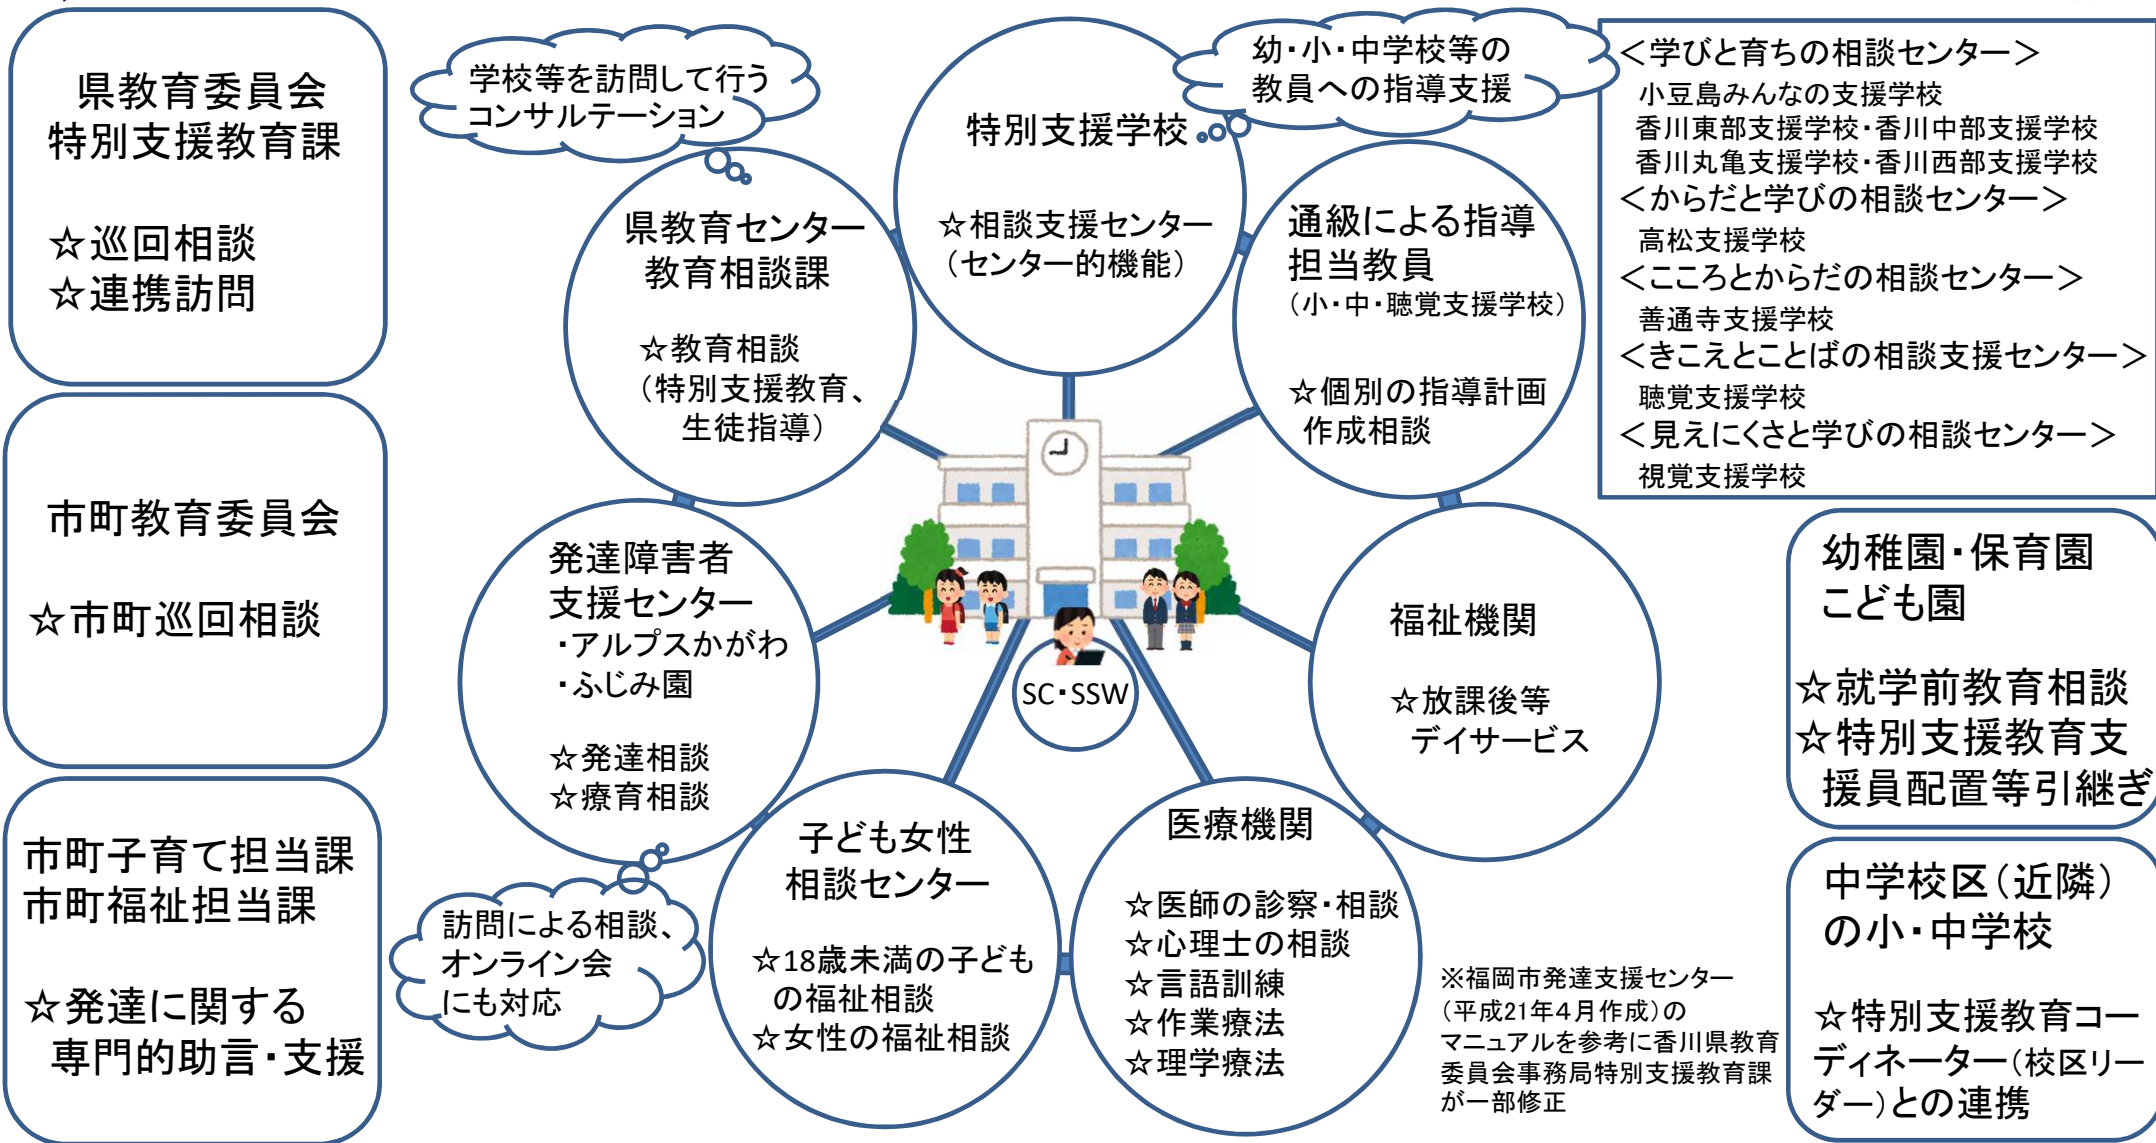 県教育委員会
特別支援教育課
☆巡回相談
☆連携訪問
市町教育委員会
☆市町巡回相談
市町子育て担当課
市町福祉担当課
☆発達に関する
専門的助言・支援
学校等を訪問して行う
コンサルテーション
県教育センター
教育相談課
☆教育相談
（特別支援教育、
生徒指導）
特別支援学校
☆相談支援センター
（センター的機能）
幼・小・中学校等の
教員への指導支援
通級による指導
担当教員
（小・中・聴覚支援学校）
☆個別の指導計画
作成相談
＜学びと育ちの相談センター＞
小豆島みんなの支援学校
香川東部支援学校・香川中部支援学校
香川丸亀支援学校・香川西部支援学校
＜からだと学びの相談センター＞
高松支援学校
＜こころとからだの相談センター＞
善通寺支援学校
＜きこえとことばの相談支援センター＞
聴覚支援学校
＜見えにくさと学びの相談センター＞
視覚支援学校
発達障害者
支援センター
・アルプスかがわ
・ふじみ園
☆発達相談
☆療育相談
訪問による相談、
オンライン会
にも対応
SC・SSW
子ども女性
相談センター
☆18歳未満の子ども
の福祉相談
☆女性の福祉相談
医療機関
☆医師の診察・相談
☆心理士の相談
☆言語訓練
☆作業療法
☆理学療法
福祉機関
☆放課後等
デイサービス
※福岡市発達支援センター
（平成21年４月作成）の
マニュアルを参考に香川県教育
委員会事務局特別支援教育課
が一部修正
幼稚園・保育園
こども園
☆就学前教育相談
☆特別支援教育支
援員配置等引継ぎ
中学校区（近隣）
の小・中学校
☆特別支援教育コー
ディネーター（校区リー
ダー）との連携